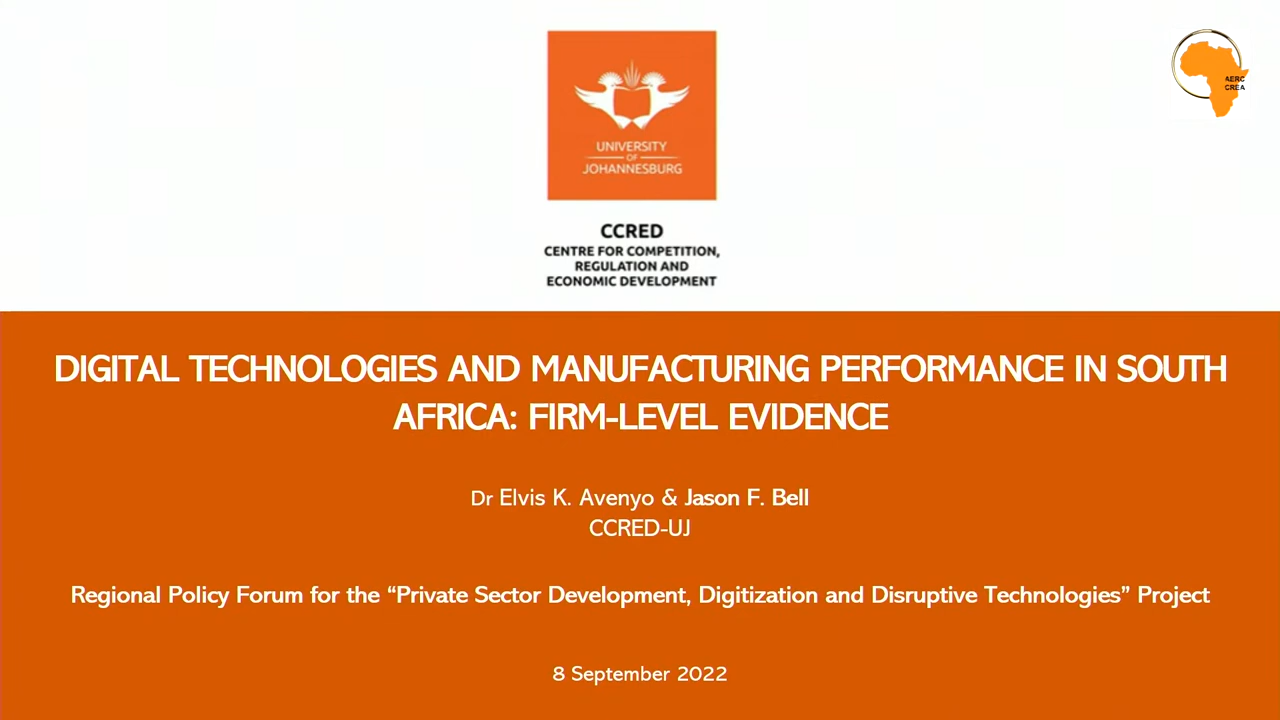 UNIVERSITY
OF
JOHANNESBURG
AERC
CREA
CCRED
CENTRE FOR COMPETITION,
REGULATION AND
ECONOMIC DEVELOPMENT
DIGITAL TECHNOLOGIES AND MANUFACTURING PERFORMANCE IN SOUTH
AFRICA: FIRM-LEVEL EVIDENCE
Dr Elvis K. Avenyo & Jason F. Bell
CCRED-UJ
Regional Policy Forum for the “Private Sector Development, Digitization and Disruptive Technologies” Project
8 September 2022